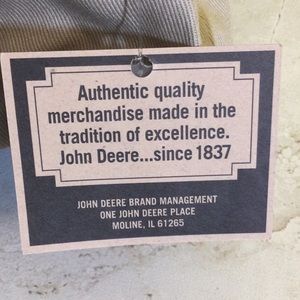 Authentic quality
merchandise made in the
tradition of excellence.
John Deere...since 1837
JOHN DEERE BRAND MANAGEMENT
ONE JOHN DEERE PLACE
MOLINE, IL 61265